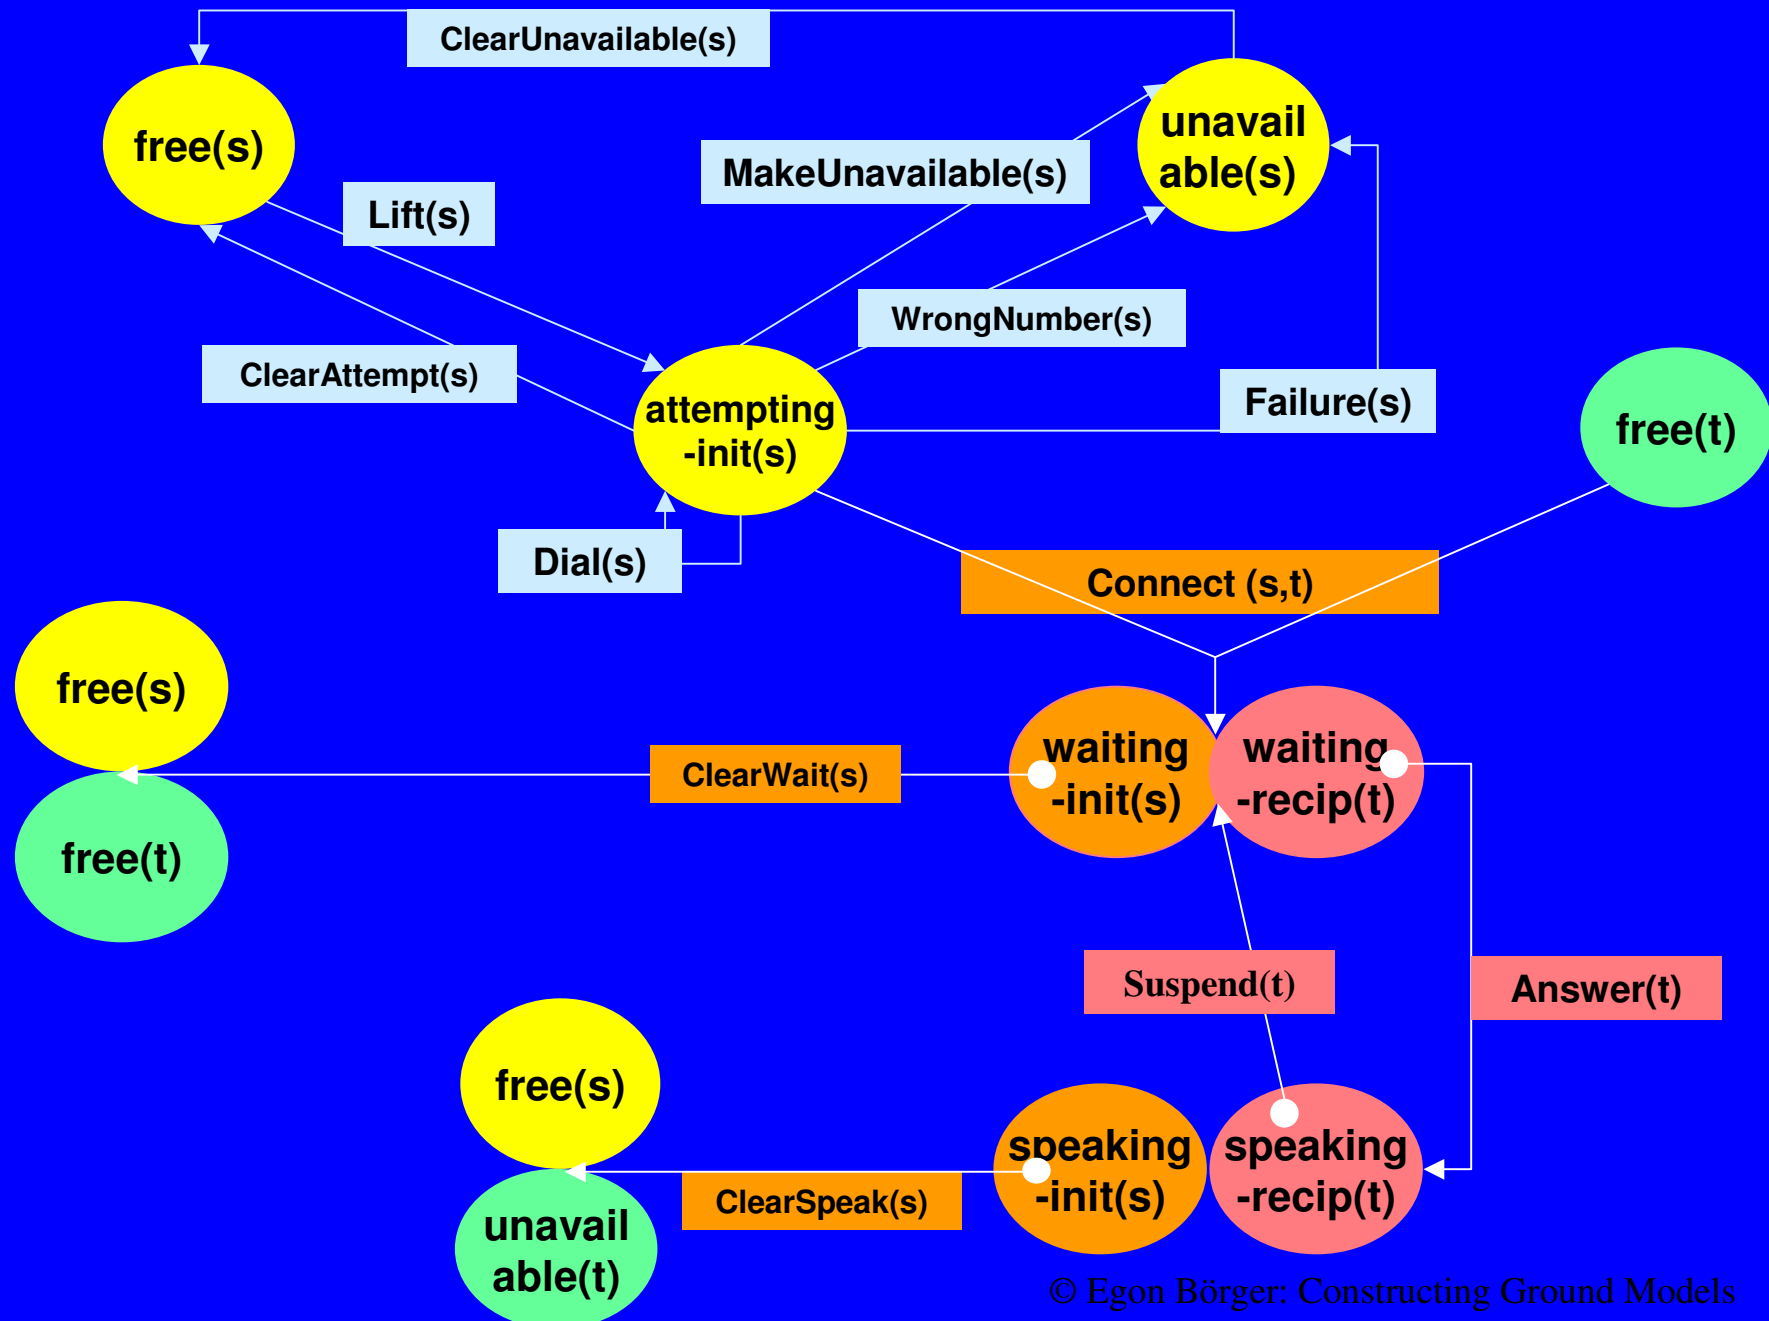 ClearUnavailable(s)
free(s)
unavail
able(s)
MakeUnavailable(s)
Lift(s)
WrongNumber(s)
ClearAttempt(s)
attempting
-init(s)
Failure(s)
free(t)
Dial(s)
Connect (s,t)
free(s)
waiting
-init(s)
waiting
-recip(t)
ClearWait(s)
free(t)
Suspend(t)
Answer(t)
free(s)
speaking
-init(s)
speaking
-recip(t)
ClearSpeak(s)
unavail
able(t)
© Egon Börger: Constructing Ground Models